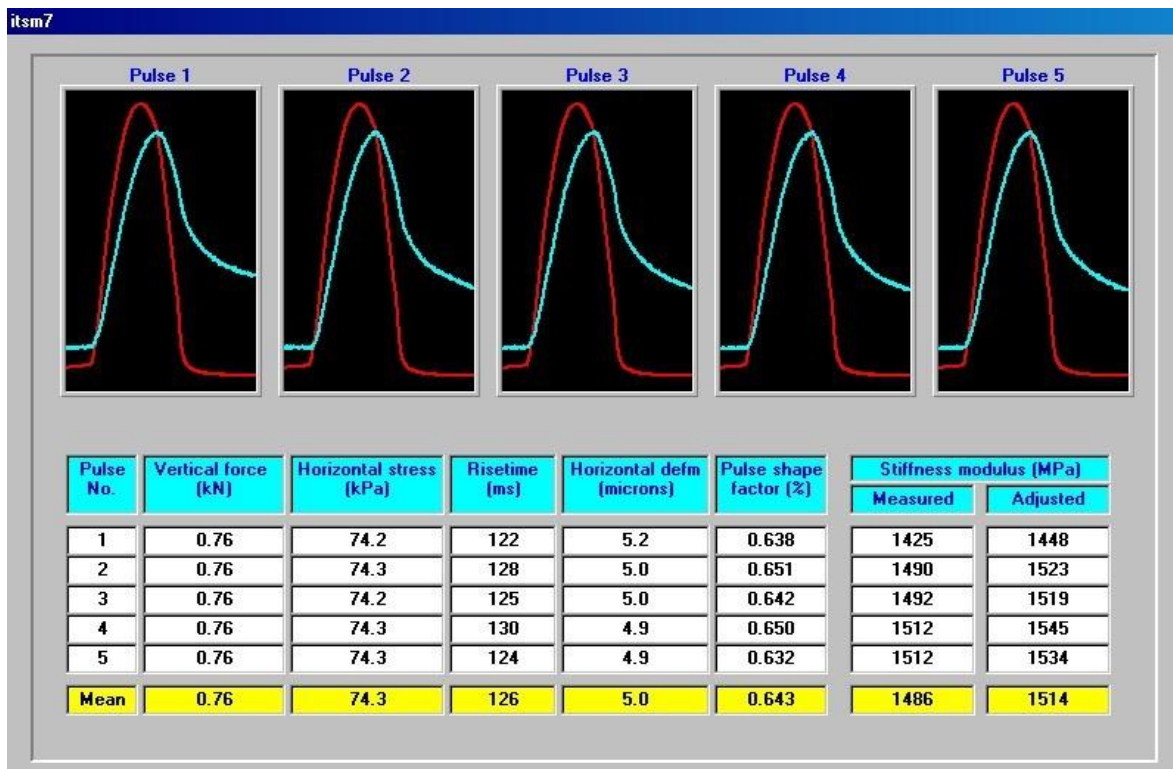 itsm7
Pulse 1 Pulse 2 Pulse 3 Pulse 4 Pulse 5
Pulse No. Vertical force (kN) Horizontal stress (kPa) Risetime (ms) Horizontal defm (microns) Pulse shape factor (%) Stiffness modulus (MPa)
Measured Adjusted
1 0.76 74.2 122 5.2 0.638 1425 1448
2 0.76 74.3 128 5.0 0.651 1490 1523
3 0.76 74.2 125 5.0 0.642 1492 1519
4 0.76 74.3 130 4.9 0.650 1512 1545
5 0.76 74.3 124 4.9 0.632 1512 1534
Mean 0.76 74.3 126 5.0 0.643 1486 1514